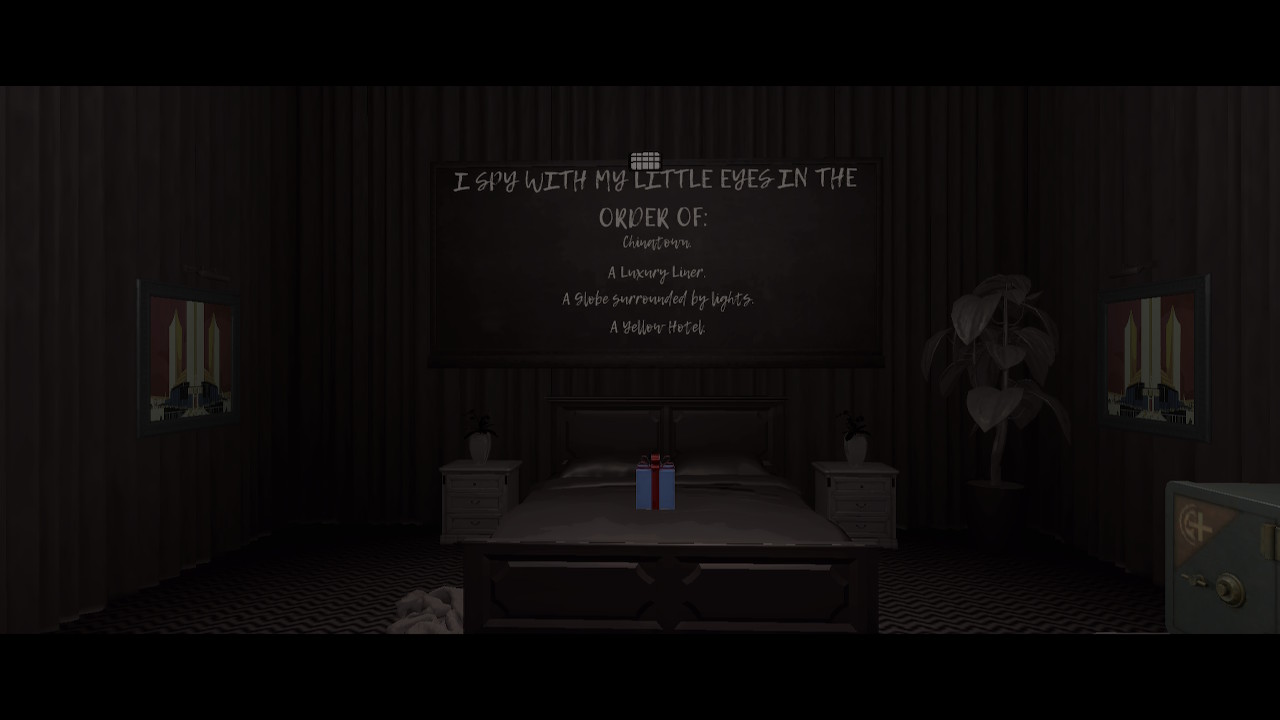 I SPY WITH MY LITTLE EYES IN THE
ORDER OF:
Chinatown.
A Luxury Liner.
A Globe surrounded by lights.
A Yellow Hotel.